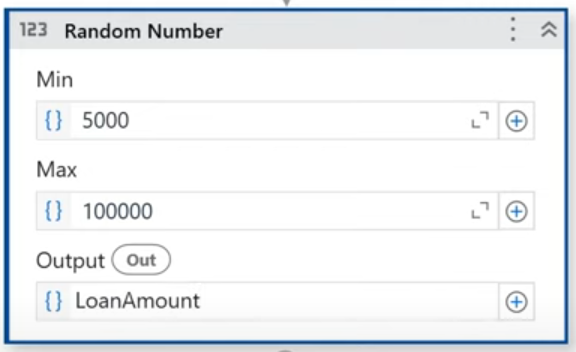 123 Random Number
Min
{} 5000
Max
{} 100000
Output Out
{} LoanAmount